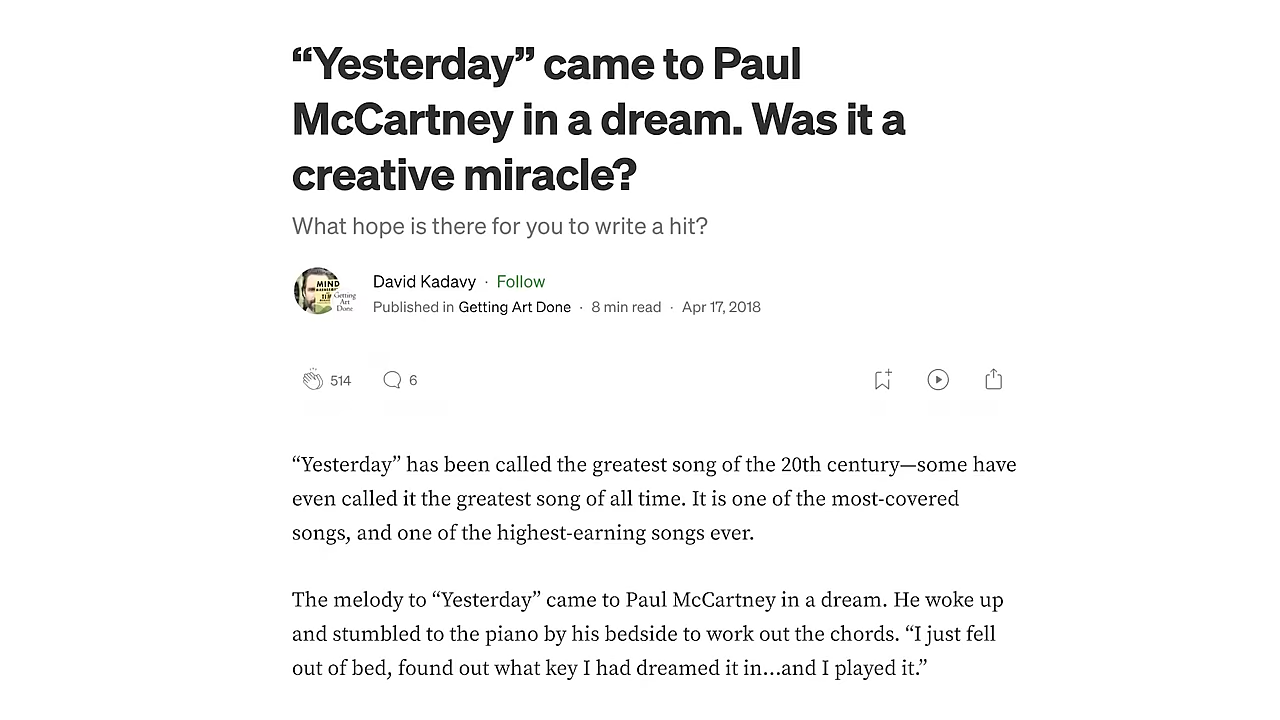 “Yesterday” came to Paul
McCartney in a dream. Was it a
creative miracle?
What hope is there for you to write a hit?
MIND
Getting
Art
Done
David Kadavy · Follow
Published in Getting Art Done · 8 min read · Apr 17, 2018
514 6
“Yesterday” has been called the greatest song of the 20th century—some have
even called it the greatest song of all time. It is one of the most-covered
songs, and one of the highest-earning songs ever.
The melody to “Yesterday” came to Paul McCartney in a dream. He woke up
and stumbled to the piano by his bedside to work out the chords. “I just fell
out of bed, found out what key I had dreamed it in...and I played it.”